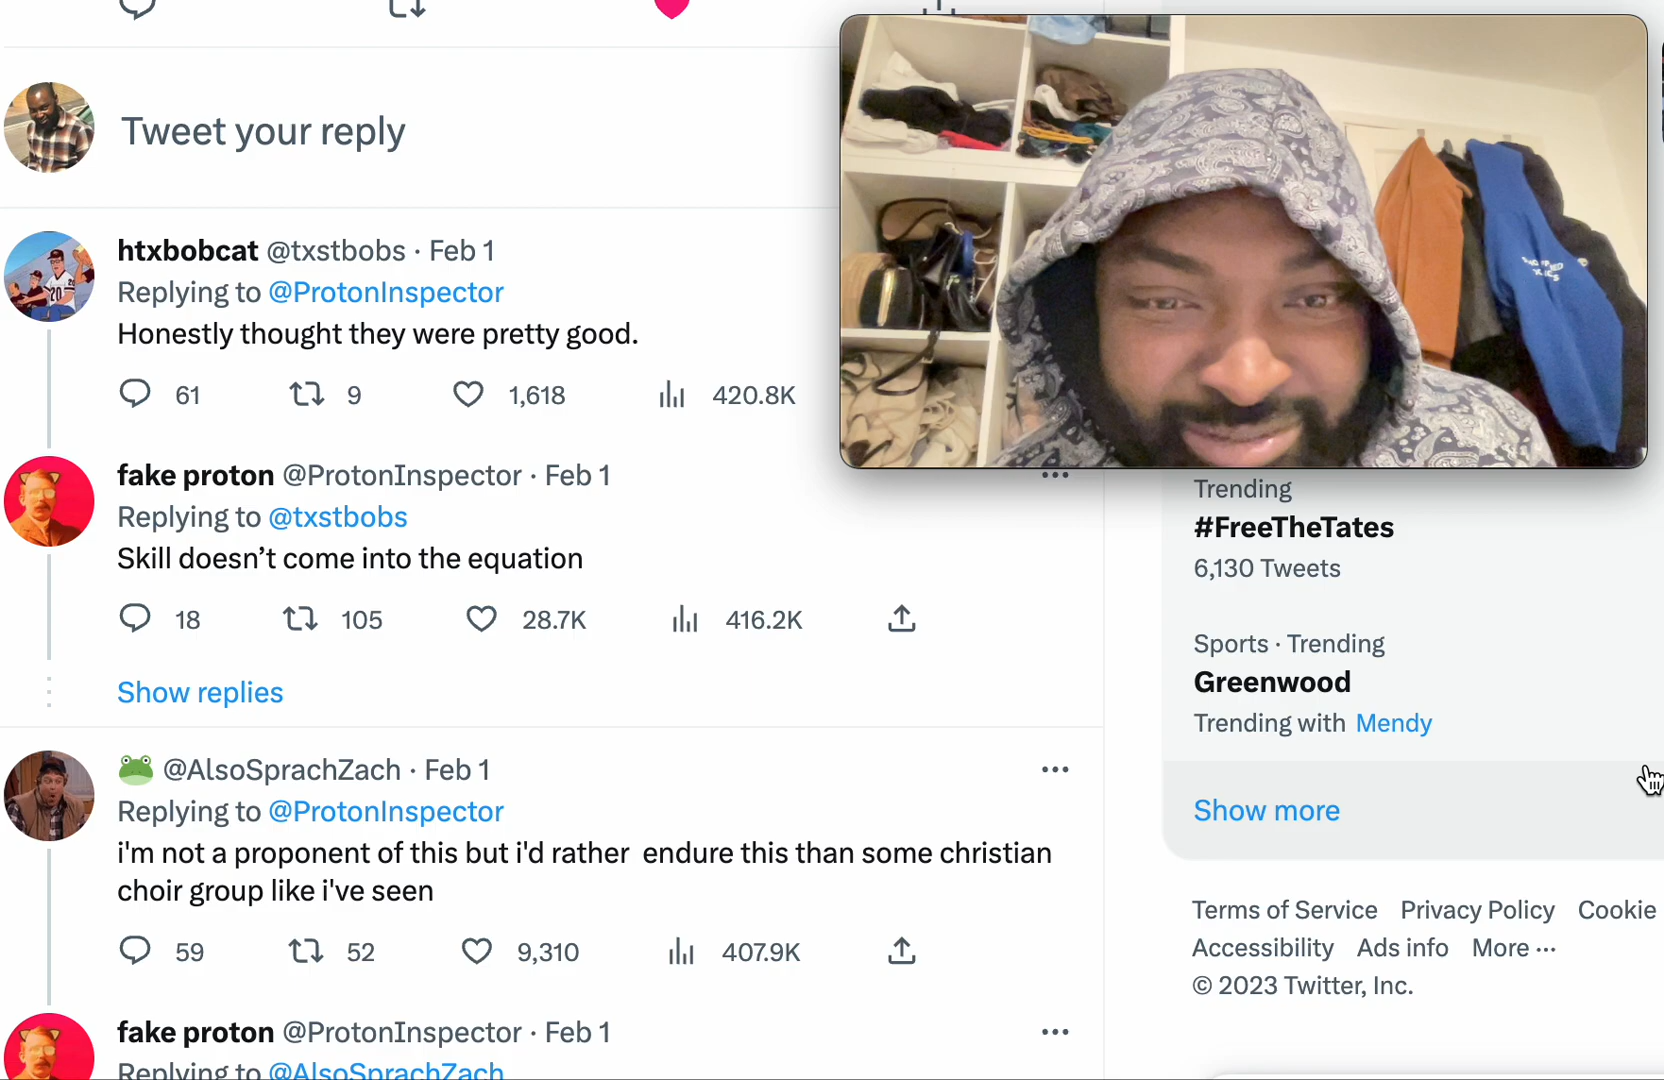 Tweet your reply
htxbobcat @txstbobs · Feb 1
Replying to @ProtonInspector
Honestly thought they were pretty good.
61 9 1,618 420.8K
fake proton @ProtonInspector · Feb 1
Replying to @txstbobs
Skill doesn’t come into the equation
18 105 28.7K 416.2K
Show replies
🐸 @AlsoSprachZach · Feb 1
Replying to @ProtonInspector
i'm not a proponent of this but i'd rather endure this than some christian
choir group like i've seen
59 52 9,310 407.9K
fake proton @ProtonInspector · Feb 1
Replying to @AlsoSprachZach
Trending
#FreeTheTates
6,130 Tweets
Sports · Trending
Greenwood
Trending with Mendy
Show more
Terms of Service Privacy Policy Cookie
Accessibility Ads info More ···
© 2023 Twitter, Inc.